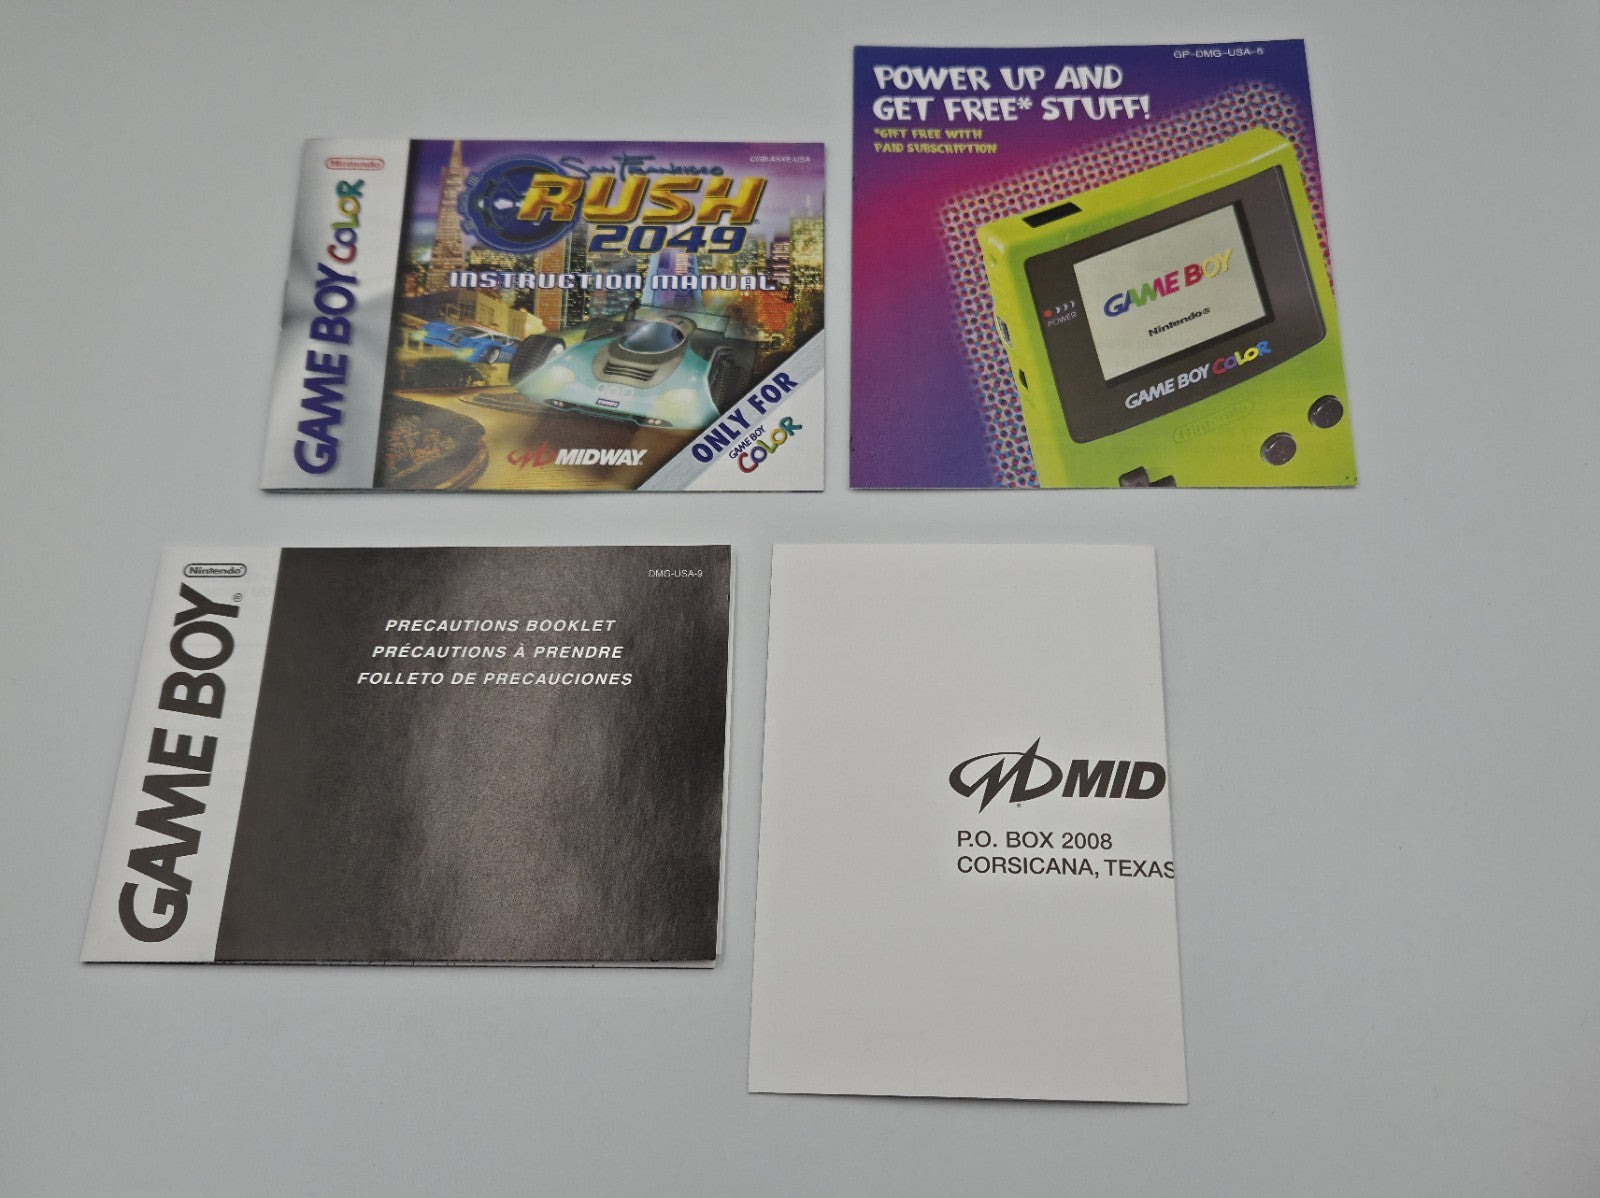 Nintendo
GAME BOY COLOR
San Francisco
RUSH
2049
INSTRUCTION MANUAL
MIDWAY
ONLY FOR
GAME BOY
COLOR
GP-DMG-USA-5
POWER UP AND
GET FREE* STUFF!
*GIFT FREE WITH
PAID SUBSCRIPTION
POWER
GAME BOY
Nintendo®
GAME BOY COLOR
Nintendo
Nintendo
GAME BOY®
DMG-USA-9
PRECAUTIONS BOOKLET
PRÉCAUTIONS À PRENDRE
FOLLETO DE PRECAUCIONES
MID
P.O. BOX 2008
CORSICANA, TEXAS